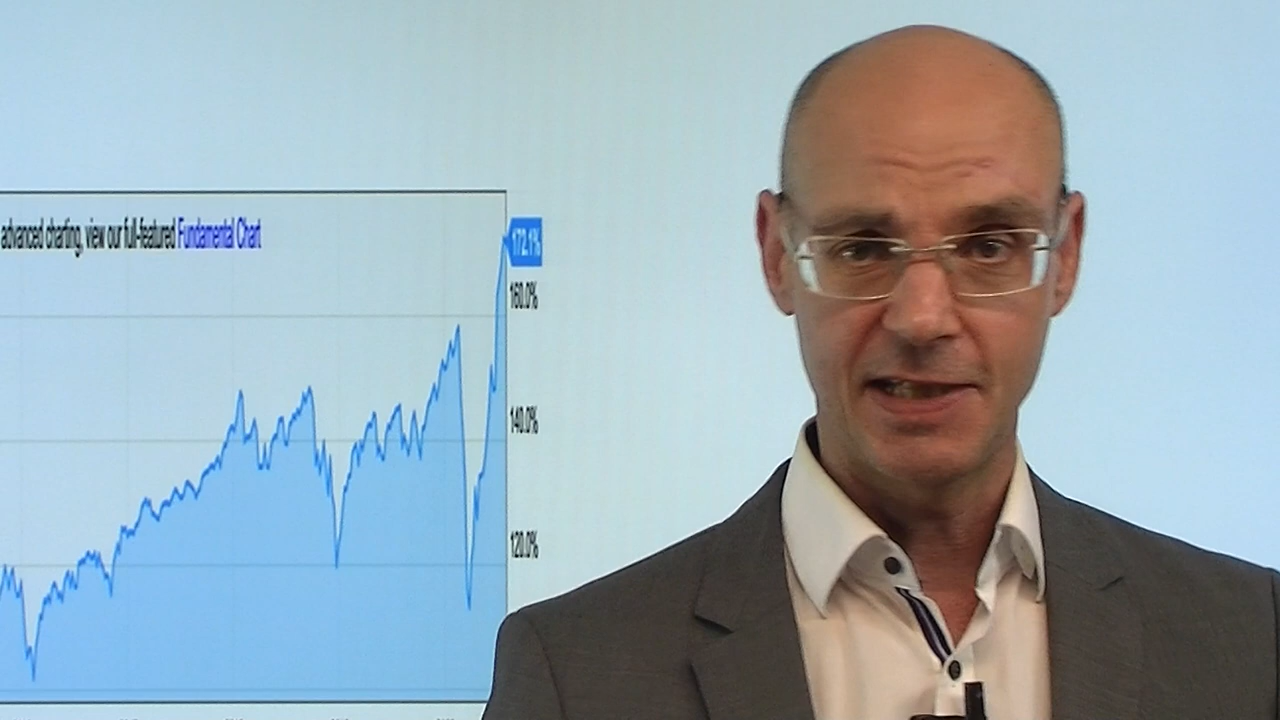 advanced charting, view our full-featured Fundamental Chart
172.1%
160.0%
140.0%
120.0%